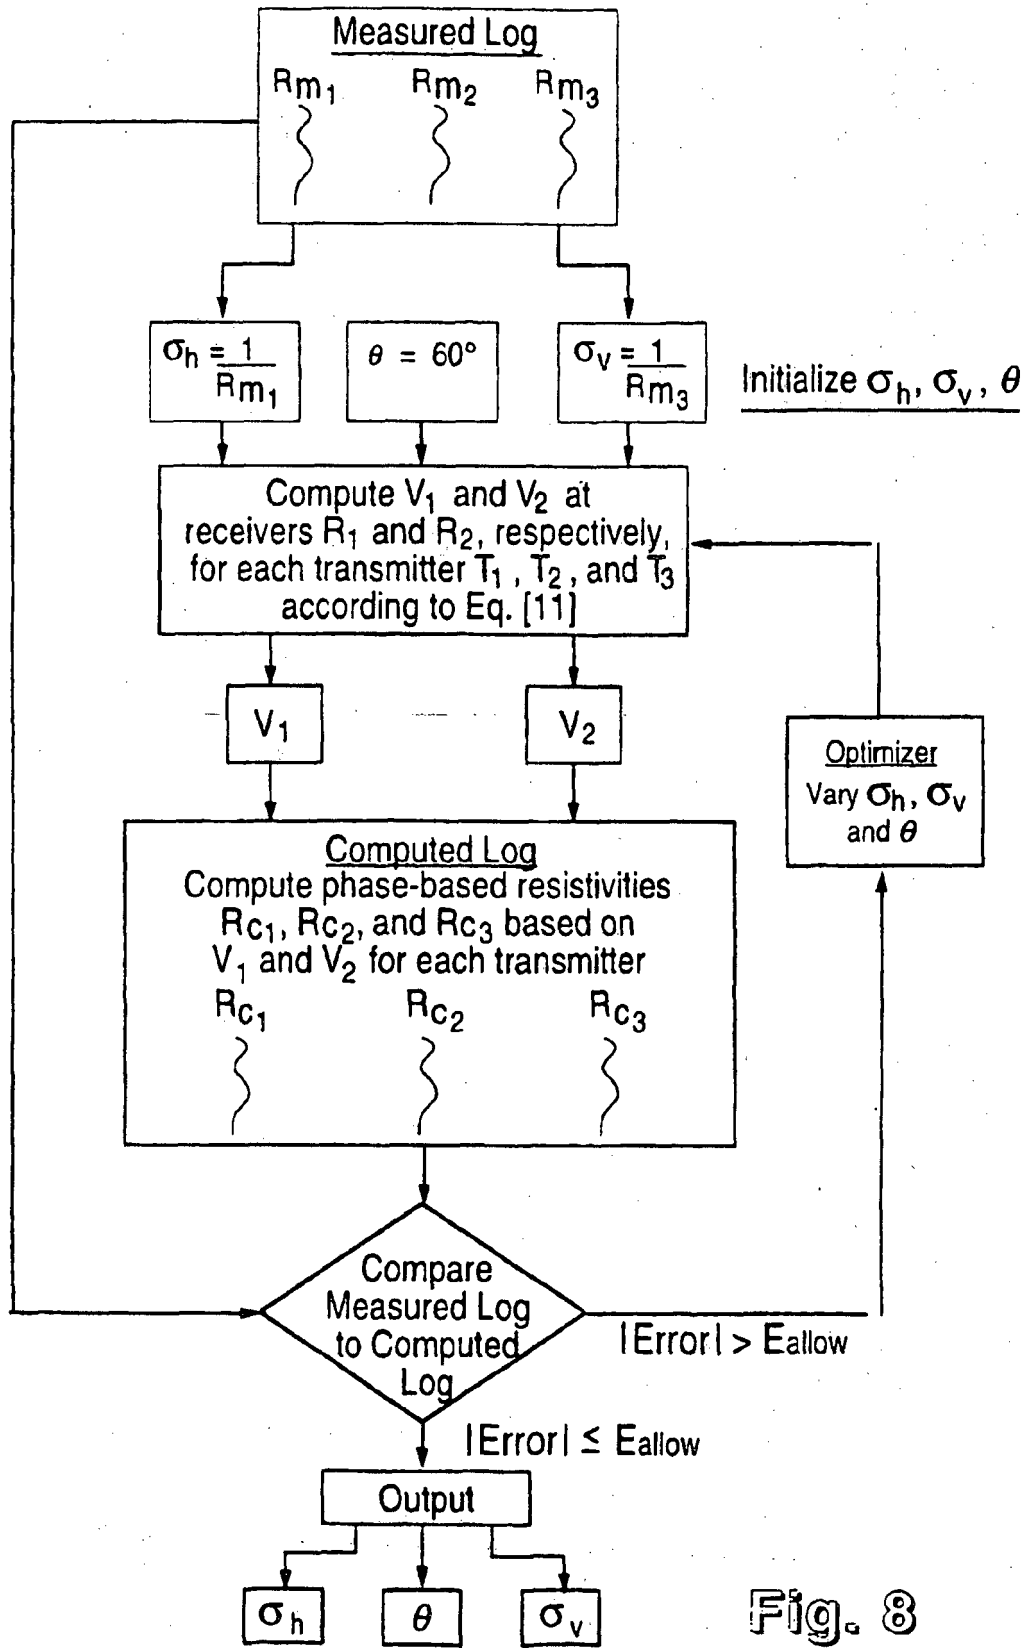 Measured Log
Rm1 Rm2 Rm3
σh = 1/Rm1
θ = 60°
σv = 1/Rm3
Initialize σh, σv, θ
Compute V1 and V2 at
receivers R1 and R2, respectively,
for each transmitter T1, T2, and T3
according to Eq. [11]
V1
V2
Optimizer
Vary σh, σv
and θ
Computed Log
Compute phase-based resistivities
Rc1, Rc2, and Rc3 based on
V1 and V2 for each transmitter
Rc1 Rc2 Rc3
Compare
Measured Log
to Computed
Log
|Error| > Eallow
|Error| ≤ Eallow
Output
σh
θ
σv
Fig. 8